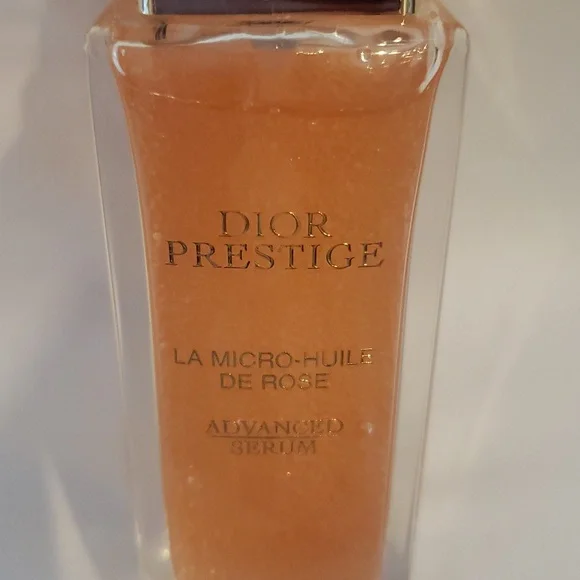 DIOR
PRESTIGE
LA MICRO-HUILE
DE ROSE
ADVANCED
SERUM